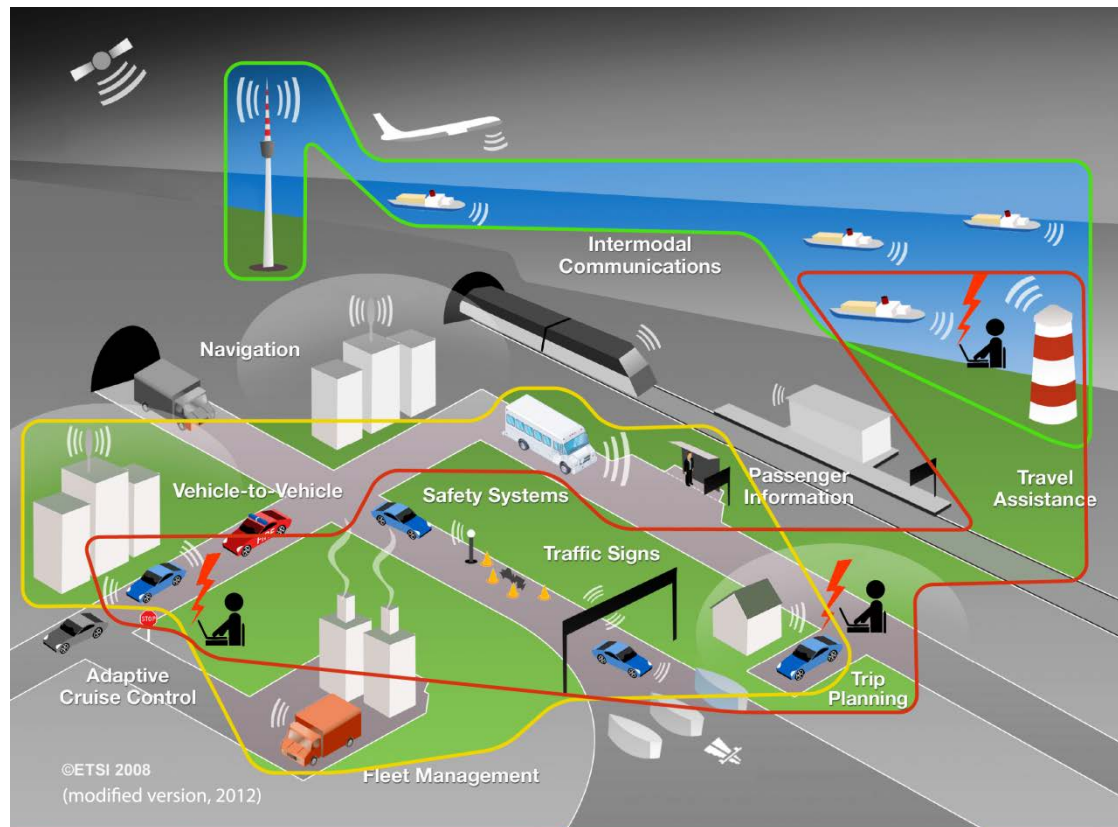 Intermodal
Communications
Navigation
Vehicle-to-Vehicle
Safety Systems
Passenger
Information
Travel
Assistance
Traffic Signs
STOP
Adaptive
Cruise Control
Trip
Planning
Fleet Management
©ETSI 2008
(modified version, 2012)